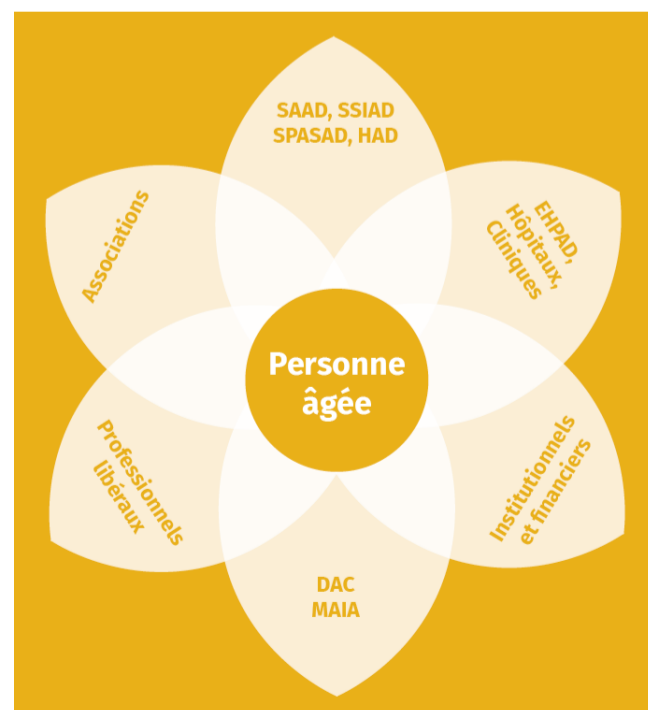 SAAD, SSIAD
SPASAD, HAD
Associations
EHPAD,
Hôpitaux,
Cliniques
Personne
âgée
Professionnels
libéraux
Institutionnels
et financiers
DAC
MAIA